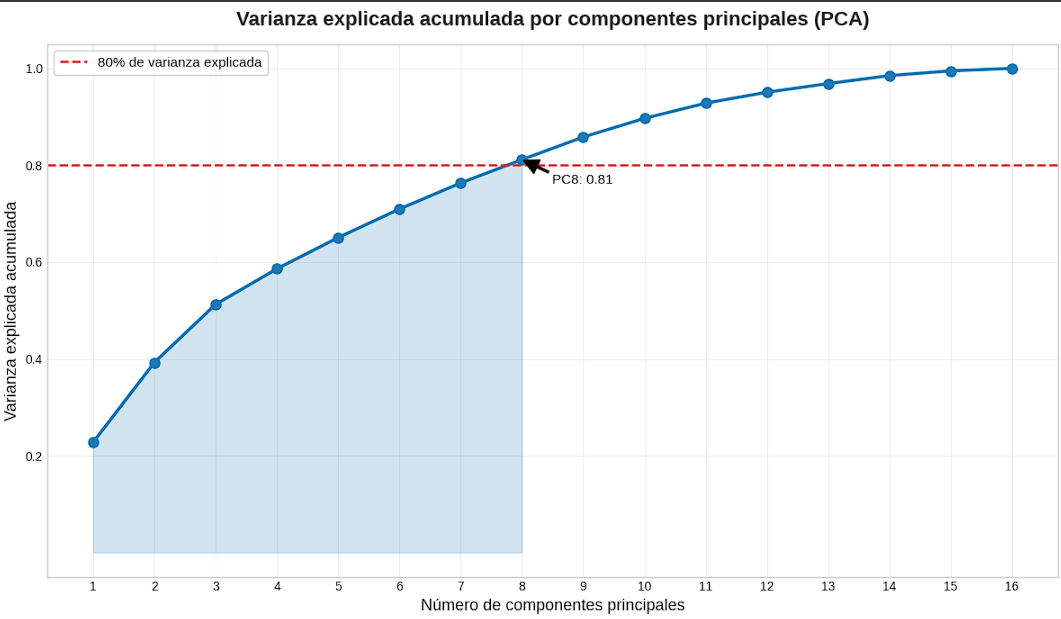 Varianza explicada acumulada por componentes principales (PCA)
80% de varianza explicada
1.0
0.8
0.6
0.4
0.2
Varianza explicada acumulada
PC8: 0.81
1 2 3 4 5 6 7 8 9 10 11 12 13 14 15 16
Número de componentes principales